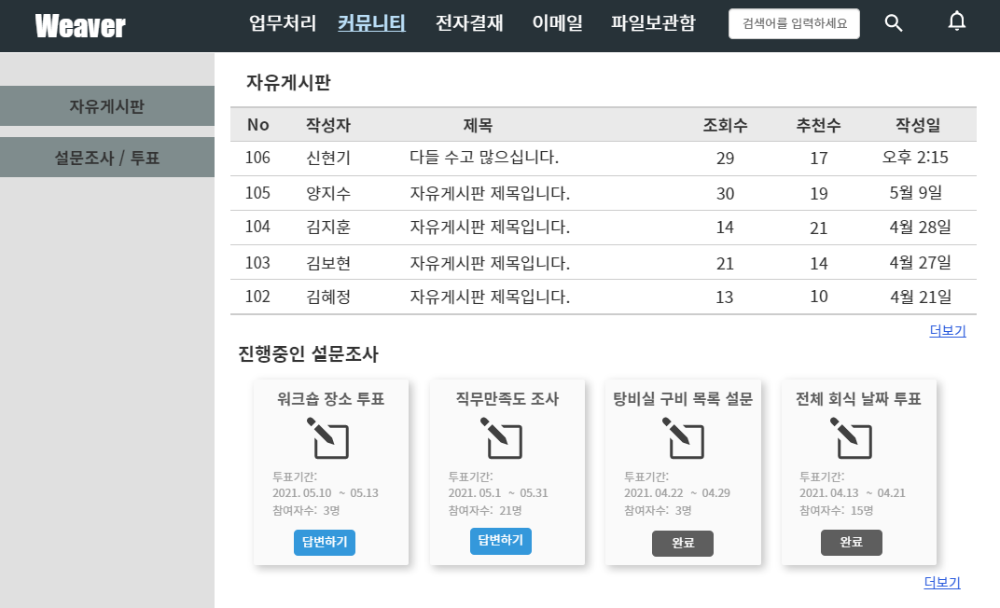 Weaver 업무처리 커뮤니티 전자결재 이메일 파일보관함 검색어를 입력하세요
자유게시판
설문조사 / 투표
자유게시판
No 작성자 제목 조회수 추천수 작성일
106 신현기 다들 수고 많으십니다. 29 17 오후 2:15
105 양지수 자유게시판 제목입니다. 30 19 5월 9일
104 김지훈 자유게시판 제목입니다. 14 21 4월 28일
103 김보현 자유게시판 제목입니다. 21 14 4월 27일
102 김혜정 자유게시판 제목입니다. 13 10 4월 21일
더보기
진행중인 설문조사
워크숍 장소 투표
투표기간:
2021. 05.10 ~ 05.13
참여자수: 3명
답변하기
직무만족도 조사
투표기간:
2021. 05.1 ~ 05.31
참여자수: 21명
답변하기
탕비실 구비 목록 설문
투표기간:
2021. 04.22 ~ 04.29
참여자수: 3명
완료
전체 회식 날짜 투표
투표기간:
2021. 04.13 ~ 04.21
참여자수: 15명
완료
더보기